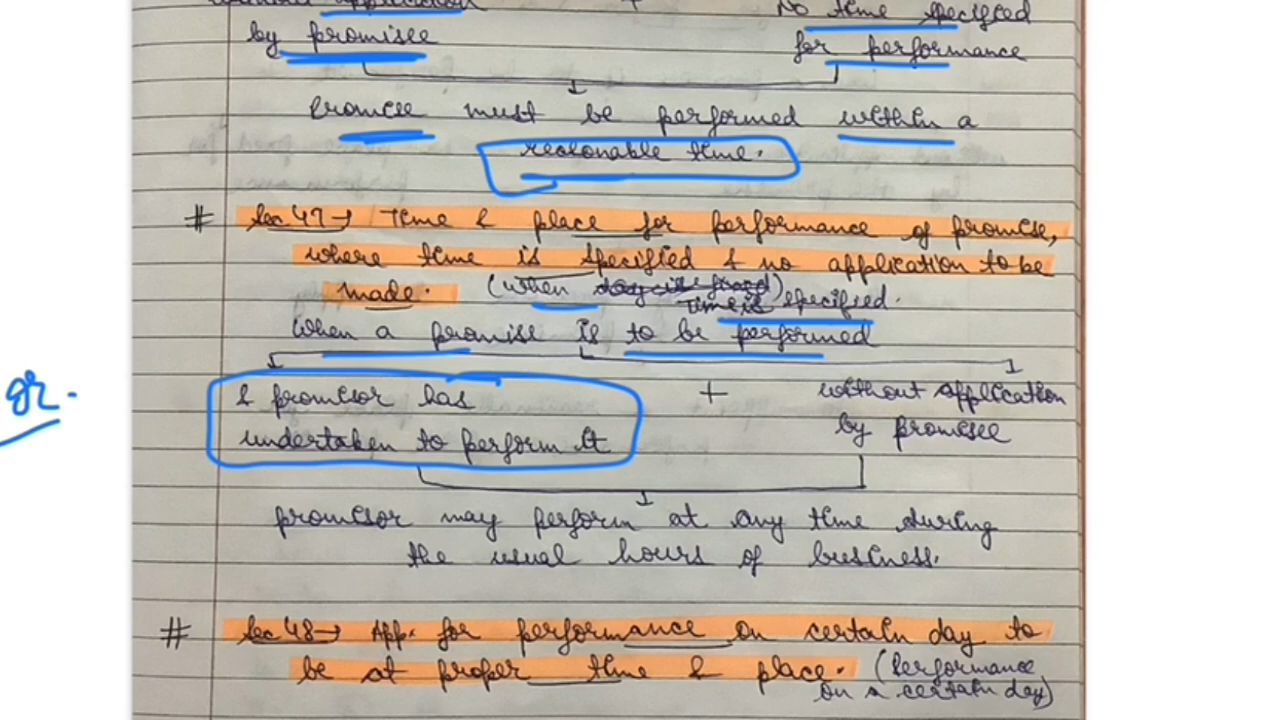 without application + No time specified
by promisee for performance
Promise must be performed within a
reasonable time.
# Sec 47 → Time & place for performance of promise,
where time is specified & no application to be
made. (When time is specified.)
When a promise is to be performed
& promisor has + without application
undertaken to perform it by promisee
gr.
promisor may perform at any time during
the usual hours of business.
# Sec 48 → App. for performance on certain day to
be at proper time & place. (Performance
on a certain day)